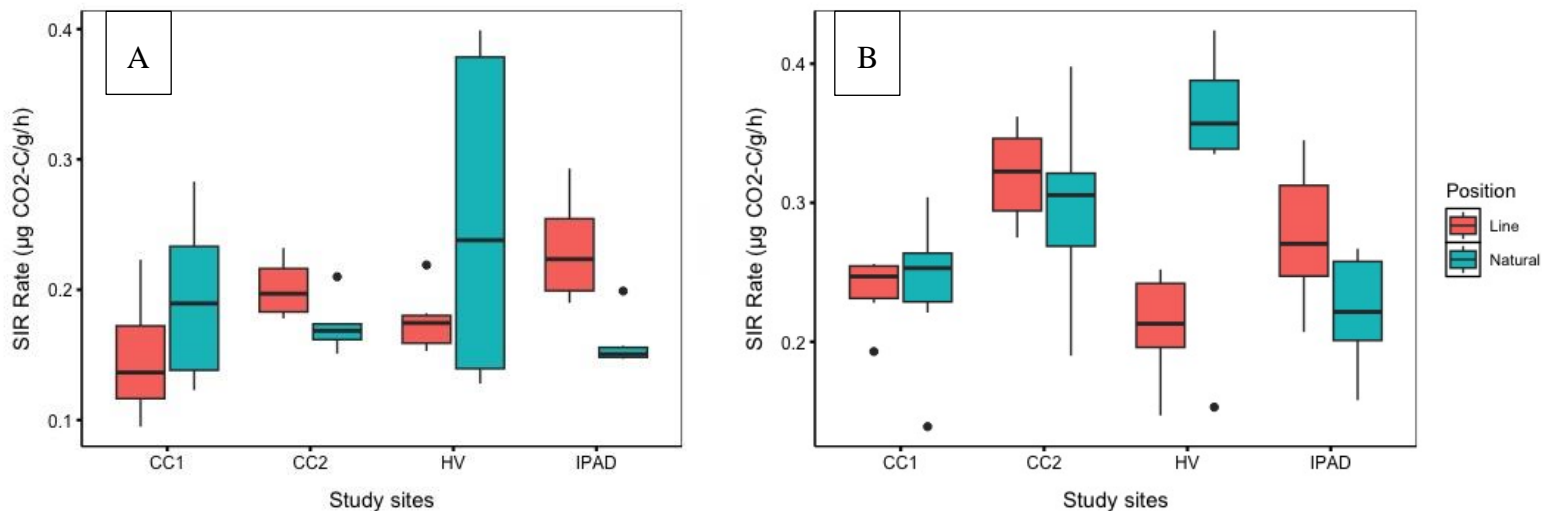 A
SIR Rate (µg CO2-C/g/h)
0.4
0.3
0.2
0.1
CC1 CC2 HV IPAD
Study sites
B
SIR Rate (µg CO2-C/g/h)
0.4
0.3
0.2
CC1 CC2 HV IPAD
Study sites
Position
Line
Natural